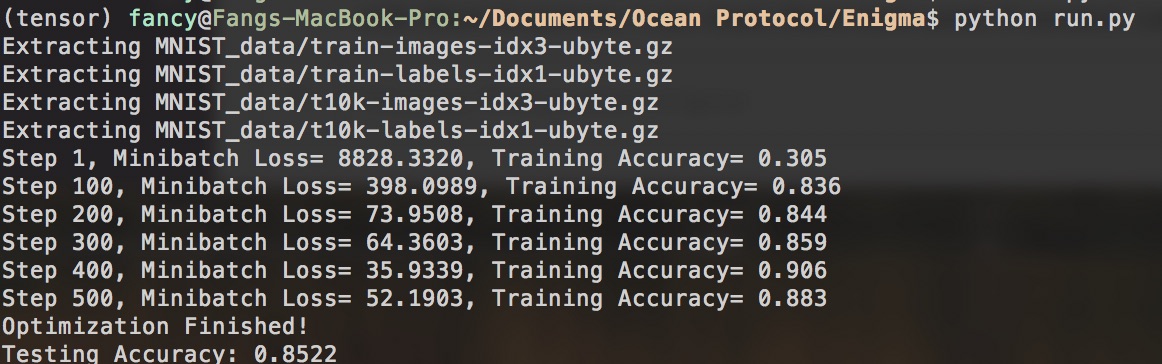 (tensor) fancy@Fangs-MacBook-Pro:~/Documents/Ocean Protocol/Enigma$ python run.py
Extracting MNIST_data/train-images-idx3-ubyte.gz
Extracting MNIST_data/train-labels-idx1-ubyte.gz
Extracting MNIST_data/t10k-images-idx3-ubyte.gz
Extracting MNIST_data/t10k-labels-idx1-ubyte.gz
Step 1, Minibatch Loss= 8828.3320, Training Accuracy= 0.305
Step 100, Minibatch Loss= 398.0989, Training Accuracy= 0.836
Step 200, Minibatch Loss= 73.9508, Training Accuracy= 0.844
Step 300, Minibatch Loss= 64.3603, Training Accuracy= 0.859
Step 400, Minibatch Loss= 35.9339, Training Accuracy= 0.906
Step 500, Minibatch Loss= 52.1903, Training Accuracy= 0.883
Optimization Finished!
Testing Accuracy: 0.8522